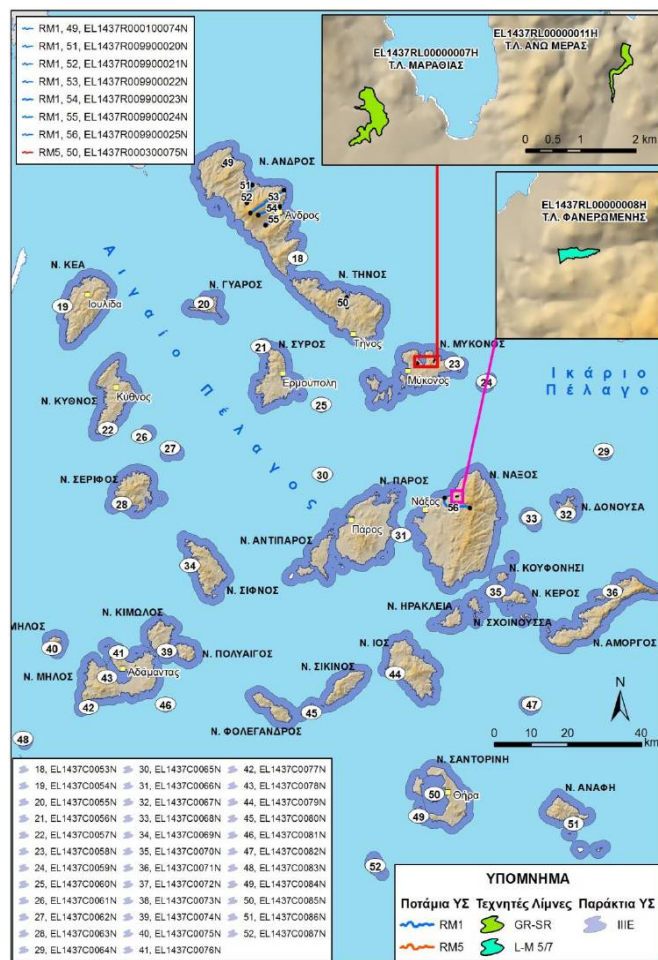 RM1, 49, EL1437R000100074N
RM1, 51, EL1437R009900020N
RM1, 52, EL1437R009900021N
RM1, 53, EL1437R009900022N
RM1, 54, EL1437R009900023N
RM1, 55, EL1437R009900024N
RM1, 56, EL1437R009900025N
RM5, 50, EL1437R000300075N
EL1437RL00000011H
Τ.Λ. ΑΝΩ ΜΕΡΑΣ
EL1437RL00000007H
Τ.Λ. ΜΑΡΑΘΙΑΣ
0 1 2 km
EL1437RL00000008H
Τ.Λ. ΦΑΝΕΡΩΜΕΝΗΣ
Ν. ΑΝΔΡΟΣ
49
51
52
53
54
55
Άνδρος
18
Ν. ΚΕΑ
Ιουλίδα
19
Ν. ΓΥΑΡΟΣ
20
Ν. ΤΗΝΟΣ
50
Τήνος
Αιγαίο Πέλαγος
21
Ν. ΣΥΡΟΣ
Ερμουπολη
25
Ν. ΜΥΚΟΝΟΣ
23
Μύκονος
24
Ικάριο
Πέλαγο
Ν. ΚΥΘΝΟΣ
Κύθνος
22
26
27
29
30
Ν. ΣΕΡΙΦΟΣ
28
Ν. ΠΑΡΟΣ
Πάρος
31
Ν. ΝΑΞΟΣ
Νάξος
56
33
32
Ν. ΔΟΝΟΥΣΑ
Ν. ΑΝΤΙΠΑΡΟΣ
34
Ν. ΣΙΦΝΟΣ
Ν. ΚΟΥΦΟΝΗΣΙ
35
Ν. ΚΕΡΟΣ
36
Ν. ΗΡΑΚΛΕΙΑ
Ν. ΣΧΟΙΝΟΥΣΣΑ
Ν. ΑΜΟΡΓΟΣ
Ν. ΚΙΜΩΛΟΣ
ΜΗΛΟΣ
40
41
39
Ν. ΠΟΛΥΑΙΓΟΣ
Αδάμαντας
43
Ν. ΜΗΛΟΣ
42
46
Ν. ΙΟΣ
44
Ν. ΣΙΚΙΝΟΣ
45
Ν. ΦΟΛΕΓΑΝΔΡΟΣ
47
48
N
0 20 40
km
Ν. ΣΑΝΤΟΡΙΝΗ
50
Θήρα
49
Ν. ΑΝΑΦΗ
51
52
18, EL1437C0053N 30, EL1437C0065N 42, EL1437C0077N
19, EL1437C0054N 31, EL1437C0066N 43, EL1437C0078N
20, EL1437C0055N 32, EL1437C0067N 44, EL1437C0079N
21, EL1437C0056N 33, EL1437C0068N 45, EL1437C0080N
22, EL1437C0057N 34, EL1437C0069N 46, EL1437C0081N
23, EL1437C0058N 35, EL1437C0070N 47, EL1437C0082N
24, EL1437C0059N 36, EL1437C0071N 48, EL1437C0083N
25, EL1437C0060N 37, EL1437C0072N 49, EL1437C0084N
26, EL1437C0061N 38, EL1437C0073N 50, EL1437C0085N
27, EL1437C0062N 39, EL1437C0074N 51, EL1437C0086N
28, EL1437C0063N 40, EL1437C0075N 52, EL1437C0087N
29, EL1437C0064N 41, EL1437C0076N
ΥΠΟΜΝΗΜΑ
Ποτάμια ΥΣ Τεχνητές Λίμνες Παράκτια ΥΣ
RM1 GR-SR IIIE
RM5 L-M 5/7